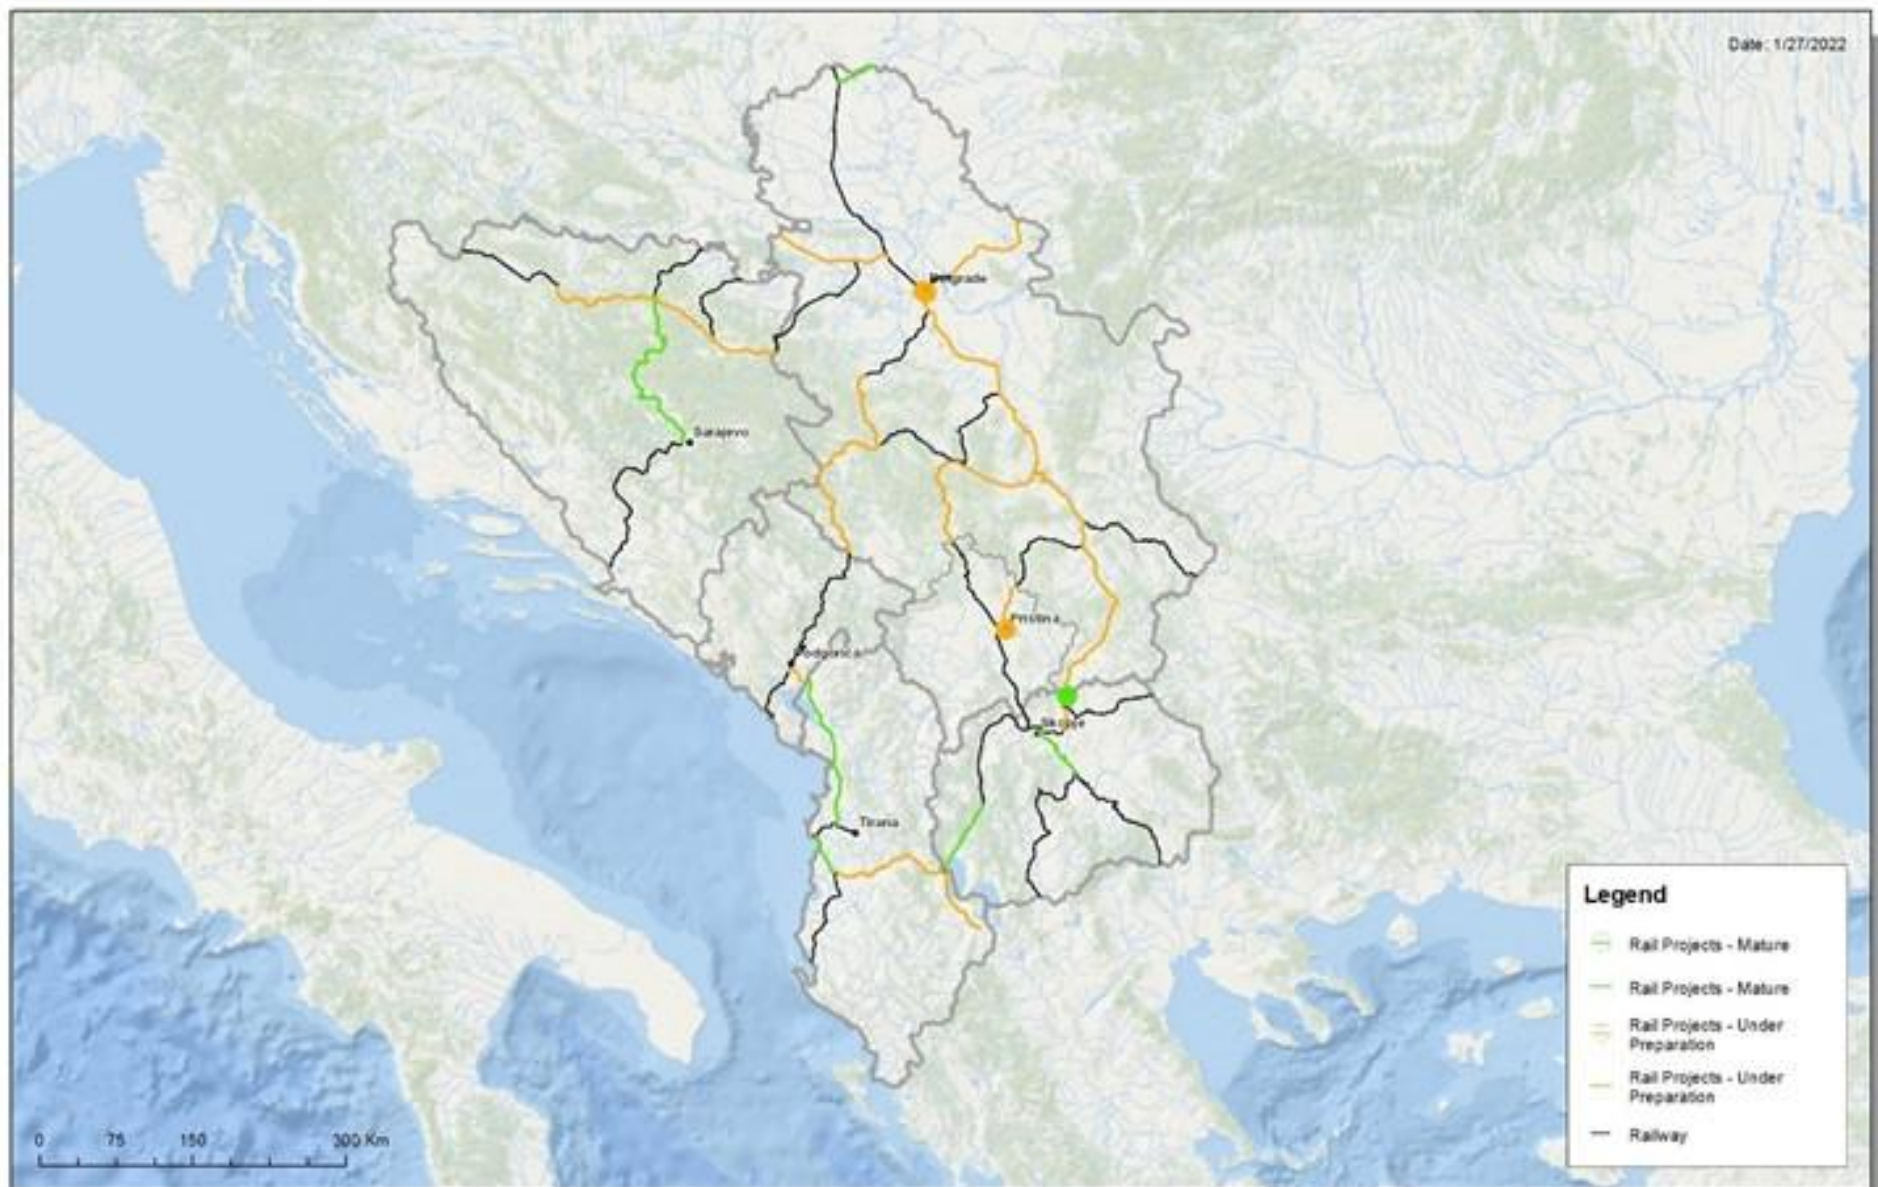 Date: 1/27/2022
Belgrade
Sarajevo
Pristina
Podgorica
Skopje
Tirana
Legend
Rail Projects - Mature
Rail Projects - Mature
Rail Projects - Under
Preparation
Rail Projects - Under
Preparation
Railway
0 75 150 300 Km